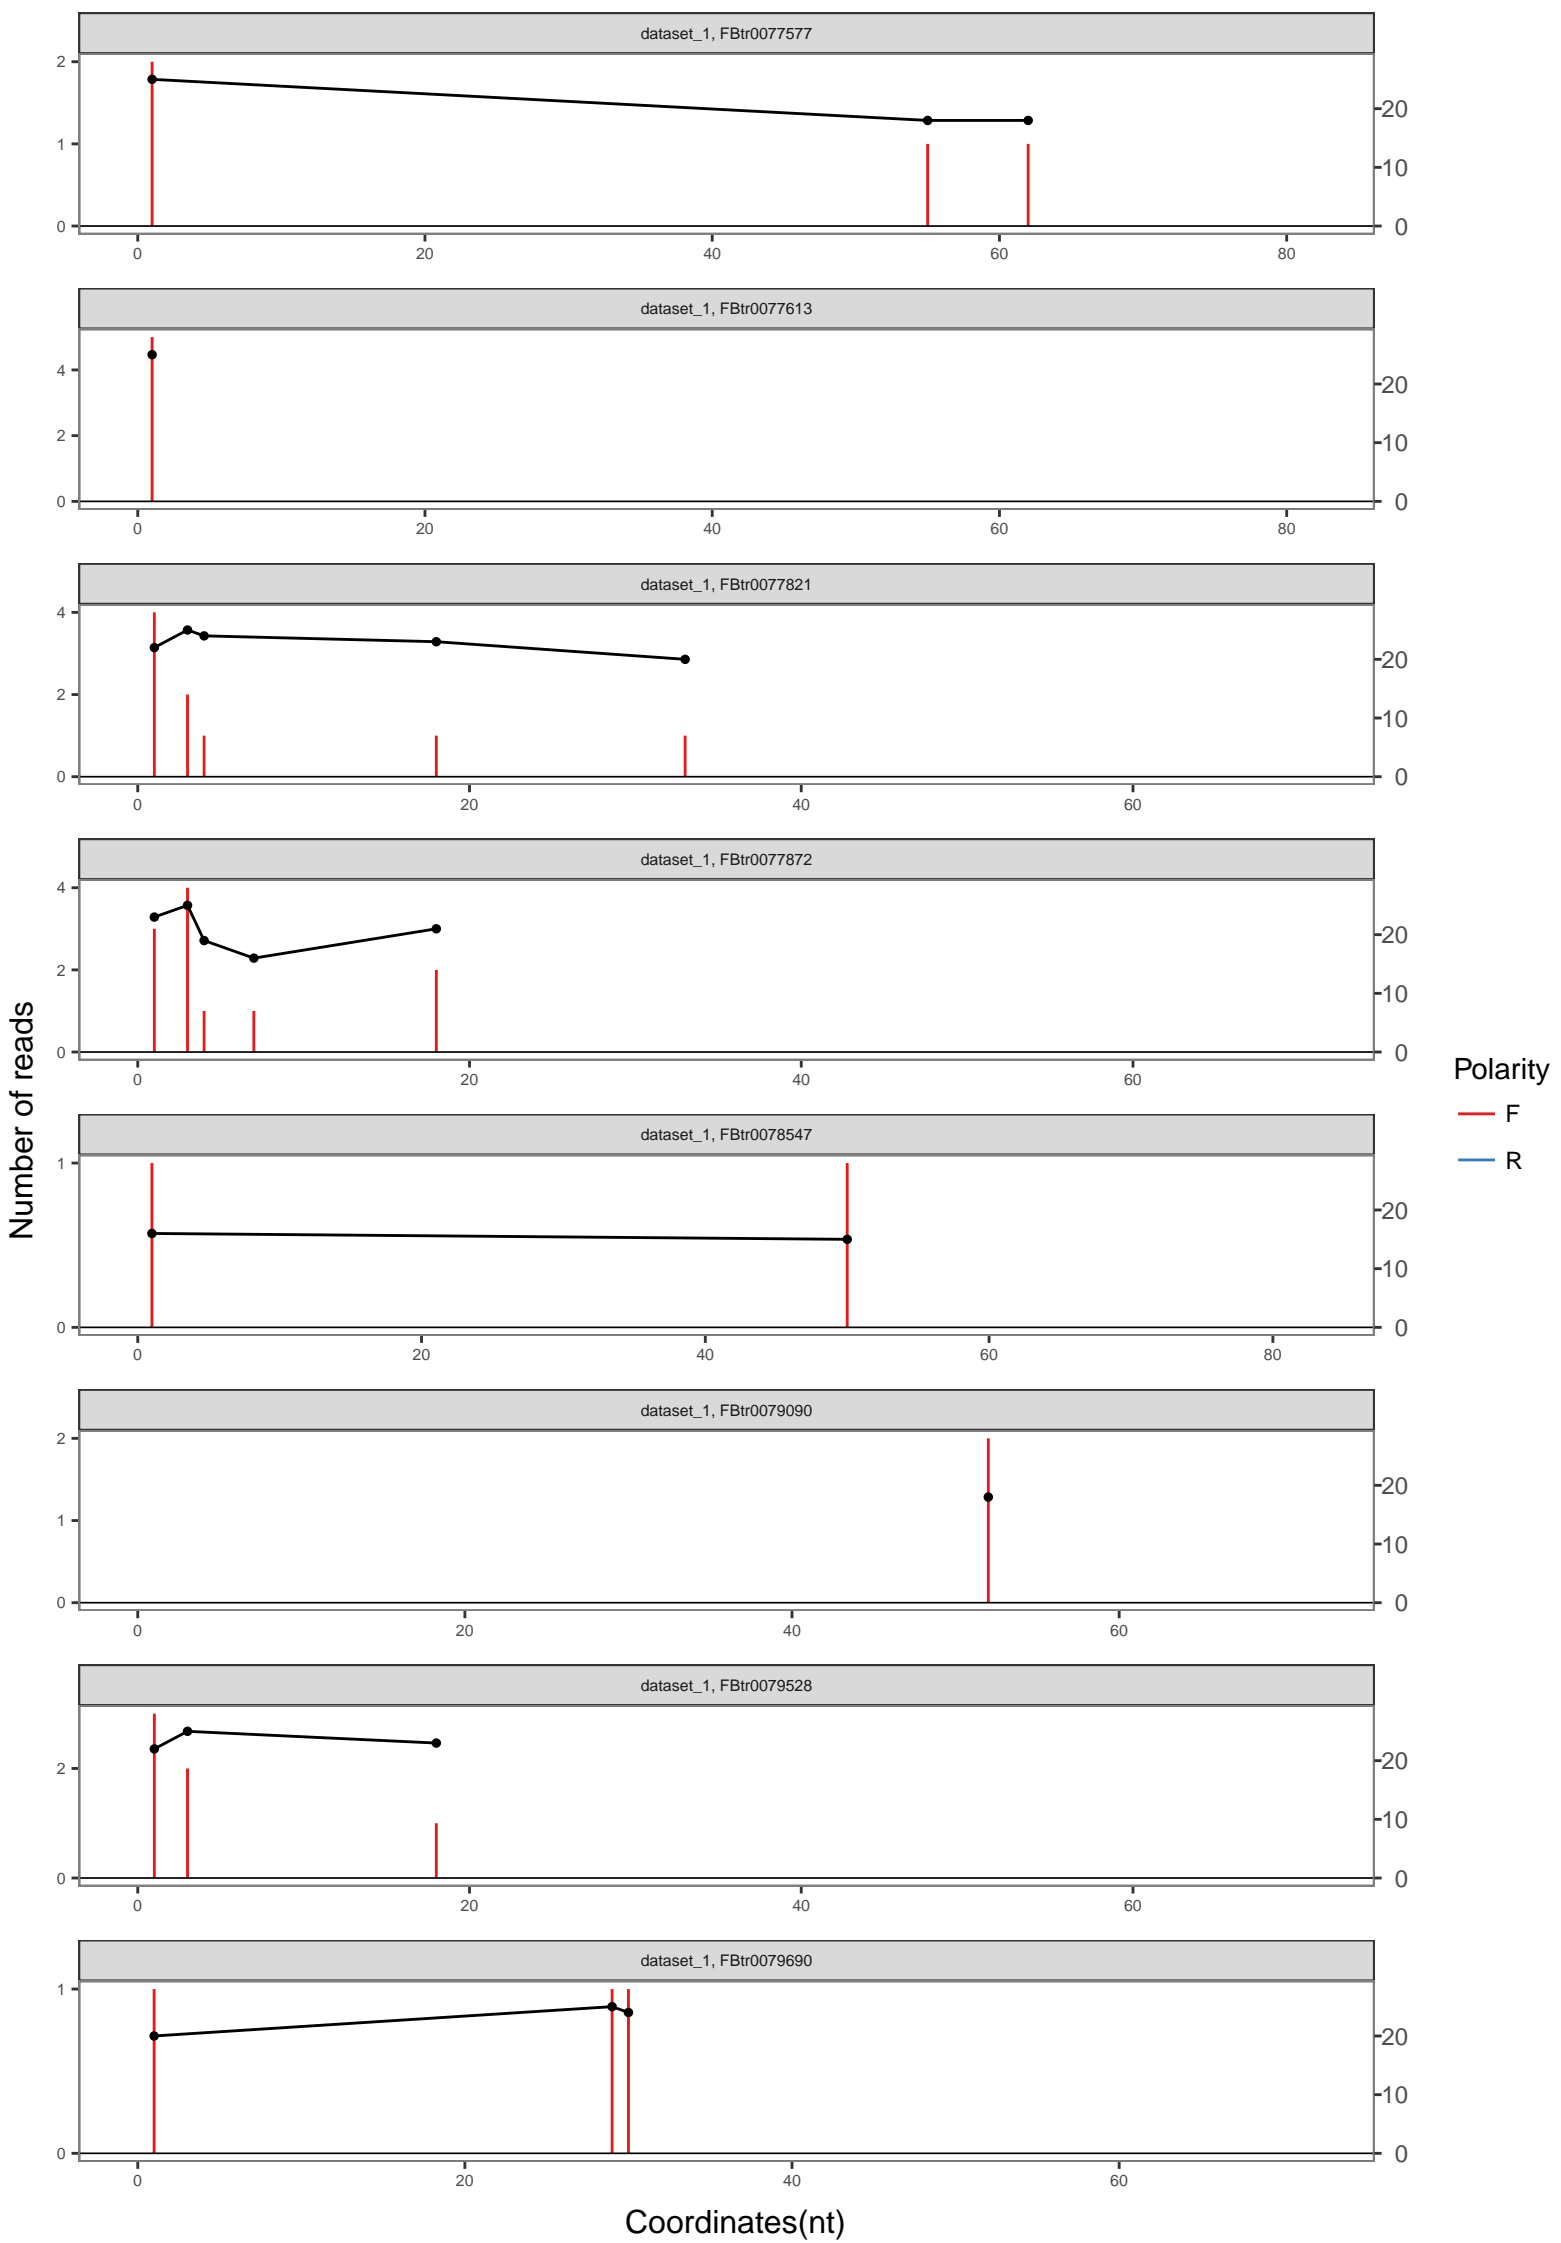 dataset_1, FBtr0077577
2
1
0
20
10
0
0 20 40 60 80
dataset_1, FBtr0077613
4
2
0
20
10
0
0 20 40 60 80
dataset_1, FBtr0077821
4
2
0
20
10
0
0 20 40 60
dataset_1, FBtr0077872
4
2
0
20
10
0
0 20 40 60
dataset_1, FBtr0078547
1
0
20
10
0
0 20 40 60 80
dataset_1, FBtr0079090
2
1
0
20
10
0
0 20 40 60
dataset_1, FBtr0079528
2
0
20
10
0
0 20 40 60
dataset_1, FBtr0079690
1
0
20
10
0
0 20 40 60
Coordinates(nt)
Number of reads
Polarity
F
R